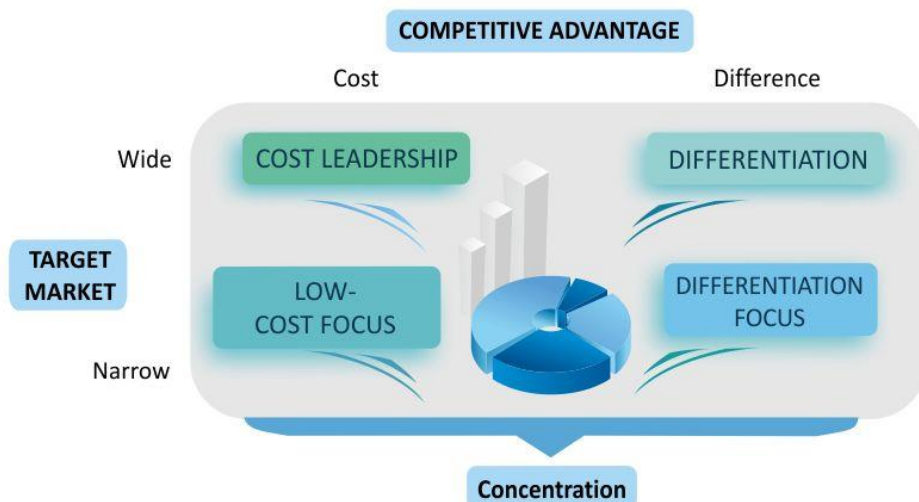 COMPETITIVE ADVANTAGE
Cost
Difference
Wide
COST LEADERSHIP
DIFFERENTIATION
TARGET
MARKET
LOW-
COST FOCUS
DIFFERENTIATION
FOCUS
Narrow
Concentration